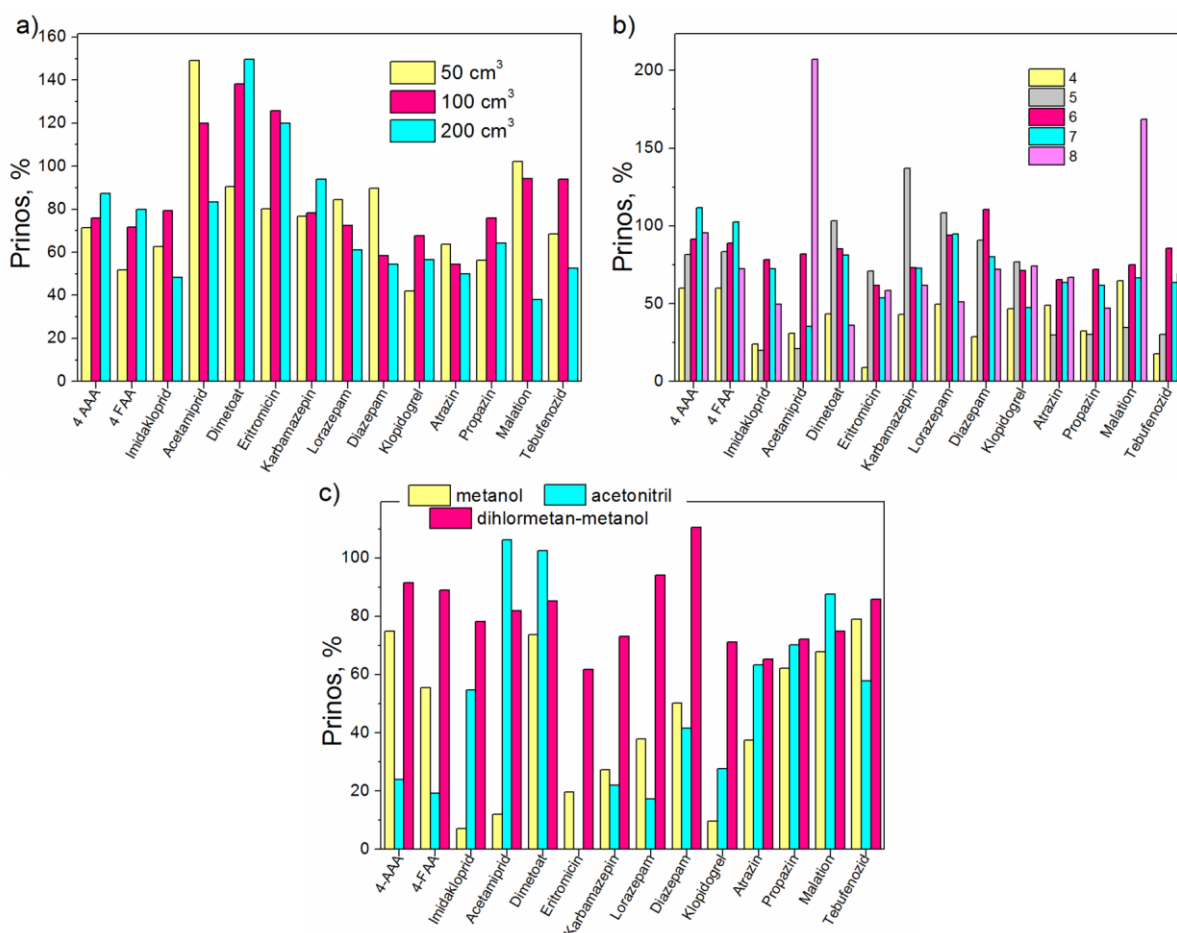 a)
Prinos, %
160
140
120
100
80
60
40
20
0
50 cm³
100 cm³
200 cm³
4 AAA
4 FAA
Imidakloprid
Acetamiprid
Dimetoat
Eritromicin
Karbamazepin
Lorazepam
Diazepam
Klopidogrel
Atrazin
Propazin
Malation
Tebufenozid
b)
Prinos, %
200
150
100
50
0
4
5
6
7
8
4 AAA
4 FAA
Imidakloprid
Acetamiprid
Dimetoat
Eritromicin
Karbamazepin
Lorazepam
Diazepam
Klopidogrel
Atrazin
Propazin
Malation
Tebufenozid
c)
metanol acetonitril
dihlormetan-metanol
Prinos, %
100
80
60
40
20
0
4-AAA
4-FAA
Imidakloprid
Acetamiprid
Dimetoat
Eritromicin
Karbamazepin
Lorazepam
Diazepam
Klopidogrel
Atrazin
Propazin
Malation
Tebufenozid